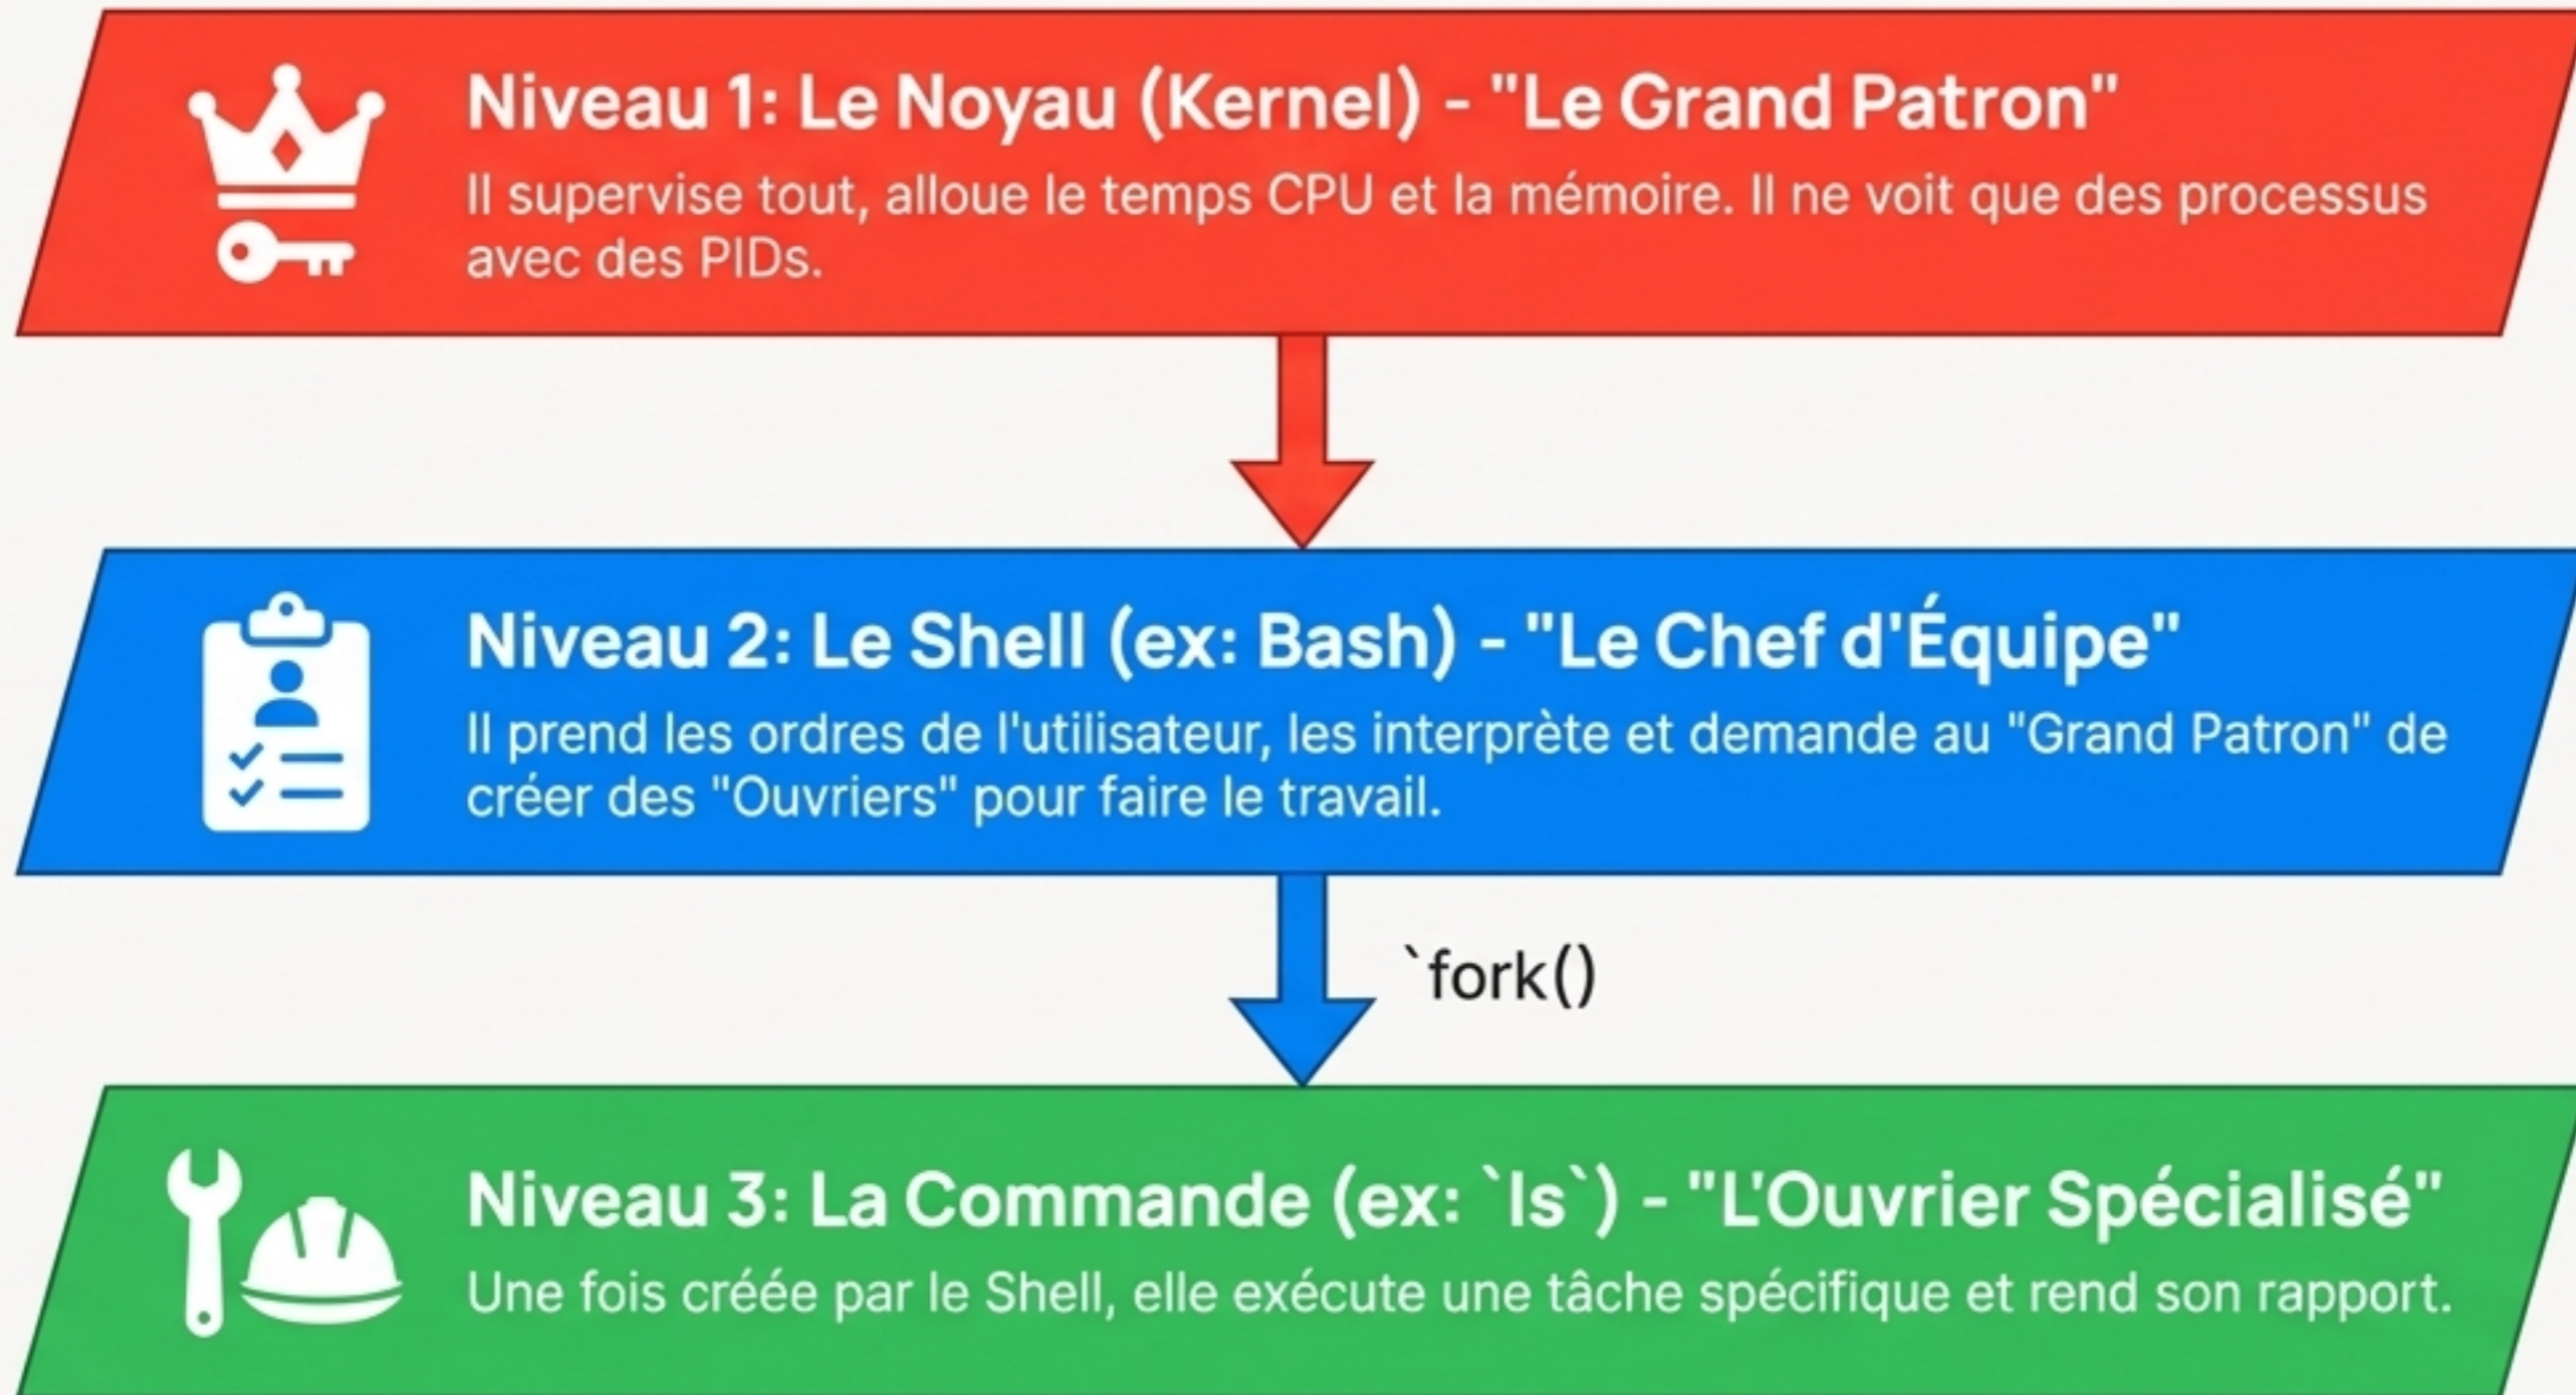 Niveau 1: Le Noyau (Kernel) - "Le Grand Patron"
Il supervise tout, alloue le temps CPU et la mémoire. Il ne voit que des processus
avec des PIDs.
Niveau 2: Le Shell (ex: Bash) - "Le Chef d'Équipe"
Il prend les ordres de l'utilisateur, les interprète et demande au "Grand Patron" de
créer des "Ouvriers" pour faire le travail.
`fork()
Niveau 3: La Commande (ex: `ls`) - "L'Ouvrier Spécialisé"
Une fois créée par le Shell, elle exécute une tâche spécifique et rend son rapport.